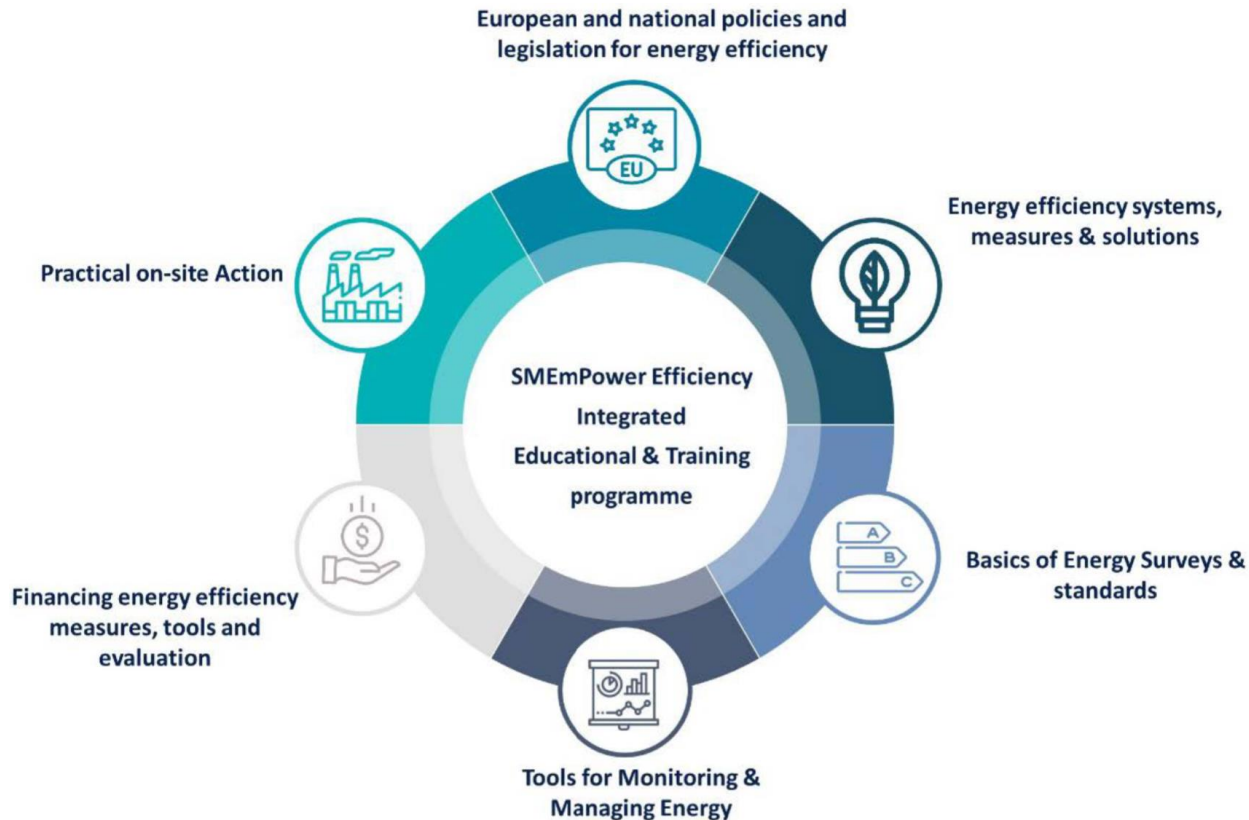 European and national policies and
legislation for energy efficiency
EU
Energy efficiency systems,
measures & solutions
Practical on-site Action
SMEmPower Efficiency
Integrated
Educational & Training
programme
A
B
C
Basics of Energy Surveys &
standards
$
Financing energy efficiency
measures, tools and
evaluation
Tools for Monitoring &
Managing Energy